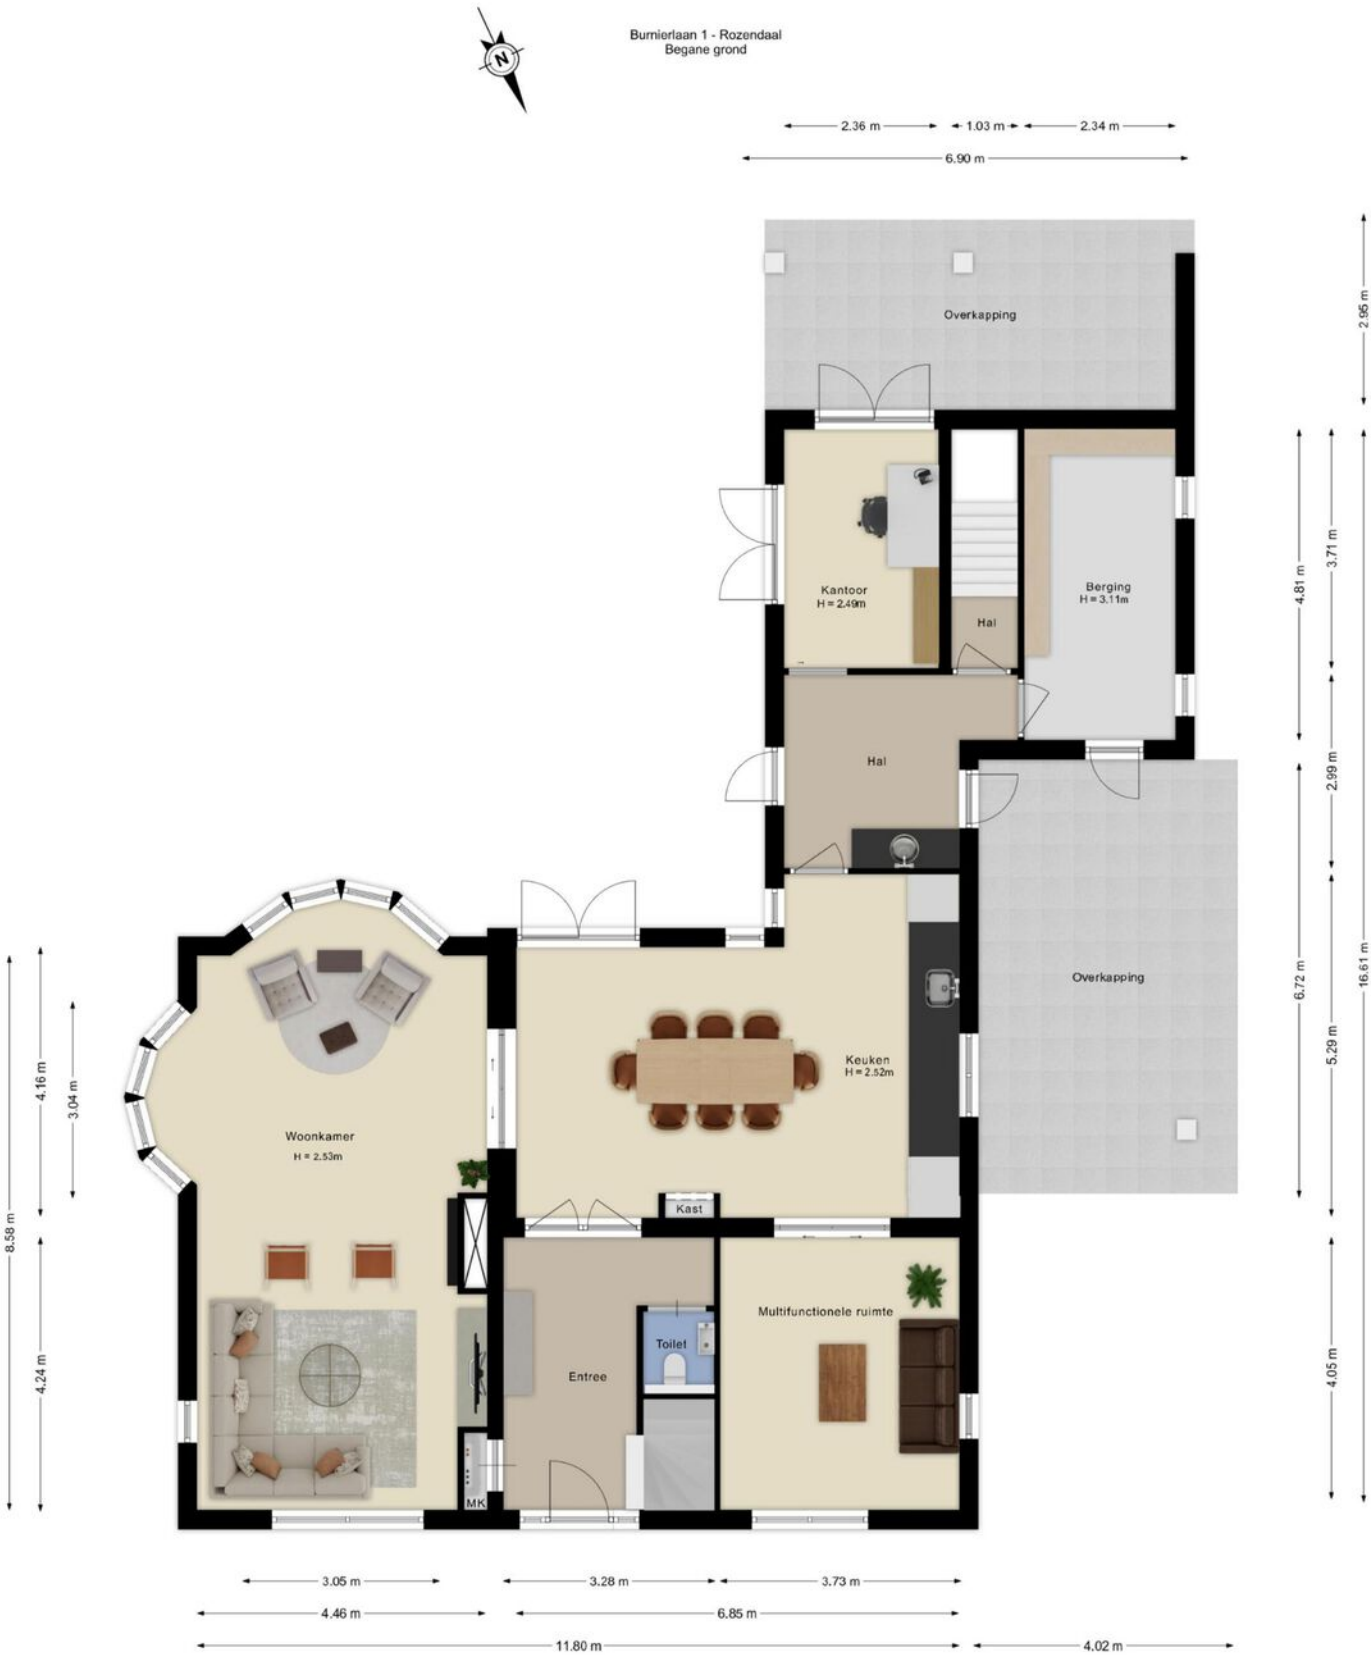 Burnierlaan 1 - Rozendaal
Begane grond
N
2.36 m
1.03 m
2.34 m
6.90 m
2.95 m
Overkapping
Kantoor
H = 2.49m
Hal
Berging
H = 3.11m
4.81 m
3.71 m
Hal
2.99 m
Overkapping
6.72 m
5.29 m
16.61 m
Keuken
H = 2.52m
Kast
Woonkamer
H = 2.53m
4.16 m
3.04 m
8.58 m
4.24 m
Multifunctionele ruimte
Toilet
Entree
4.05 m
MK
3.05 m
3.28 m
3.73 m
4.46 m
6.85 m
11.80 m
4.02 m